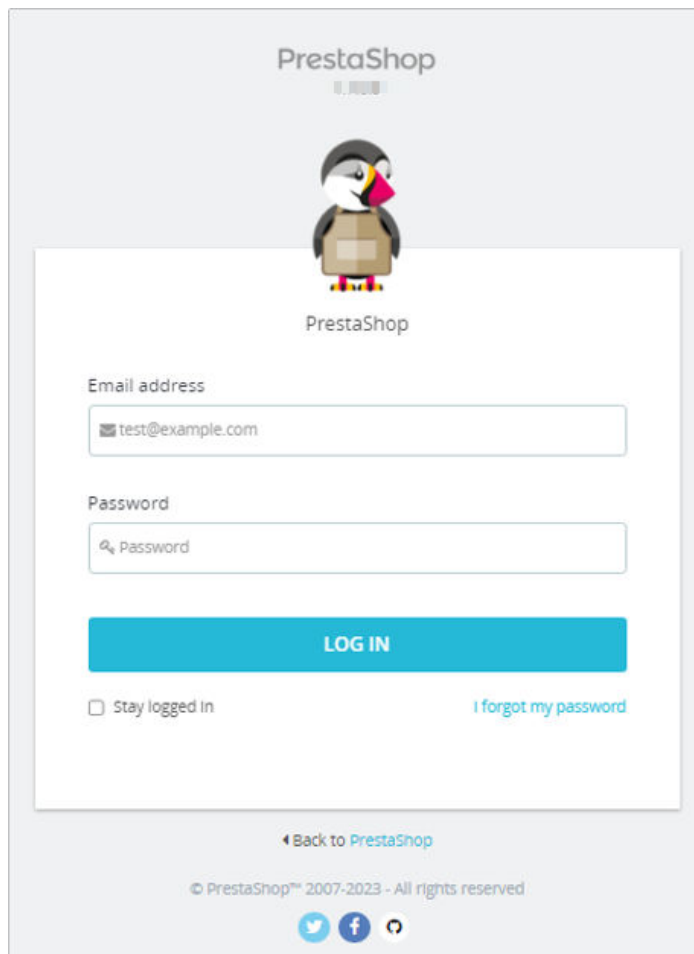 PrestaShop
PrestaShop
Email address
test@example.com
Password
Password
LOG IN
Stay logged in
I forgot my password
Back to PrestaShop
© PrestaShop™ 2007-2023 - All rights reserved